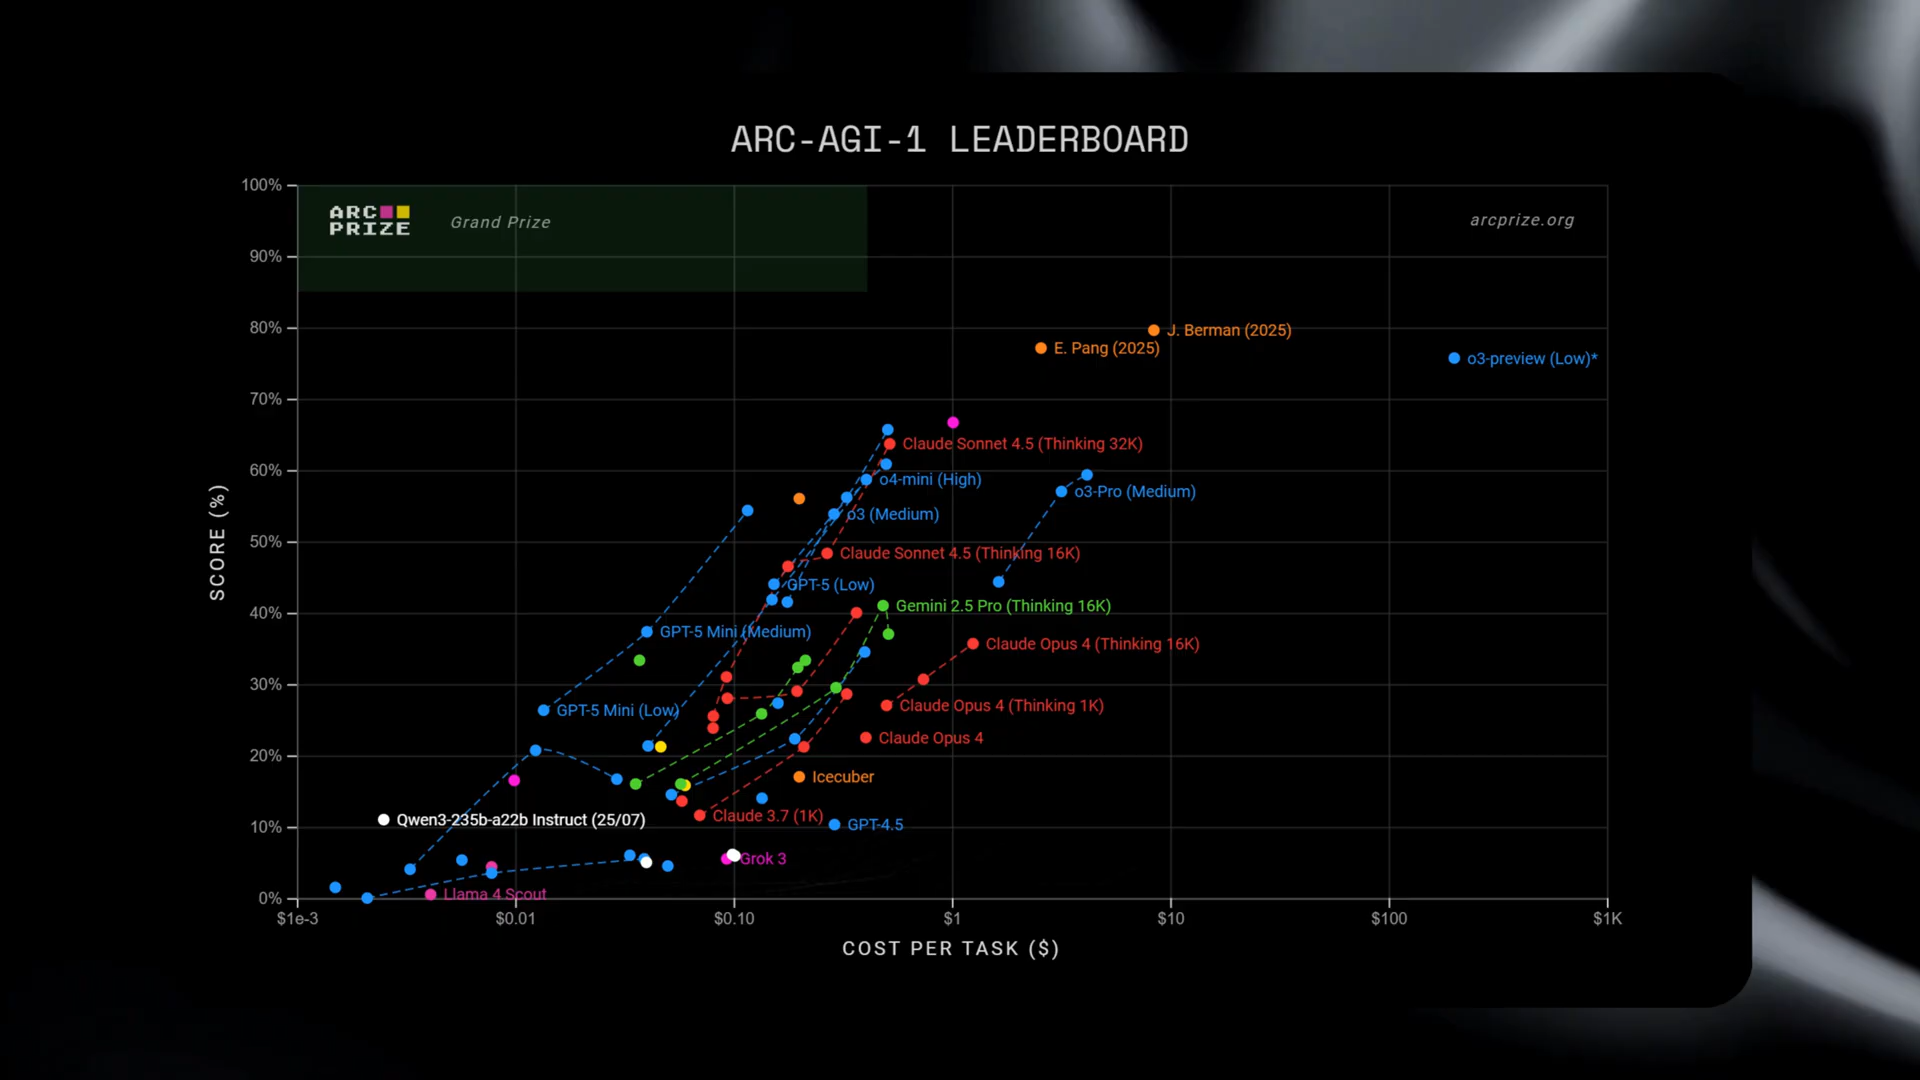 ARC-AGI-1 LEADERBOARD
100%
ARC
PRIZE
Grand Prize
arcprize.org
90%
80%
J. Berman (2025)
E. Pang (2025)
o3-preview (Low)*
70%
Claude Sonnet 4.5 (Thinking 32K)
60%
o4-mini (High)
o3-Pro (Medium)
o3 (Medium)
50%
Claude Sonnet 4.5 (Thinking 16K)
GPT-5 (Low)
SCORE (%)
Gemini 2.5 Pro (Thinking 16K)
40%
GPT-5 Mini (Medium)
Claude Opus 4 (Thinking 16K)
30%
Claude Opus 4 (Thinking 1K)
GPT-5 Mini (Low)
Claude Opus 4
20%
Icecuber
Claude 3.7 (1K)
Qwen3-235b-a22b Instruct (25/07)
GPT-4.5
10%
Grok 3
Llama 4 Scout
0%
$1e-3
$0.01
$0.10
$1
$10
$100
$1K
COST PER TASK ($)